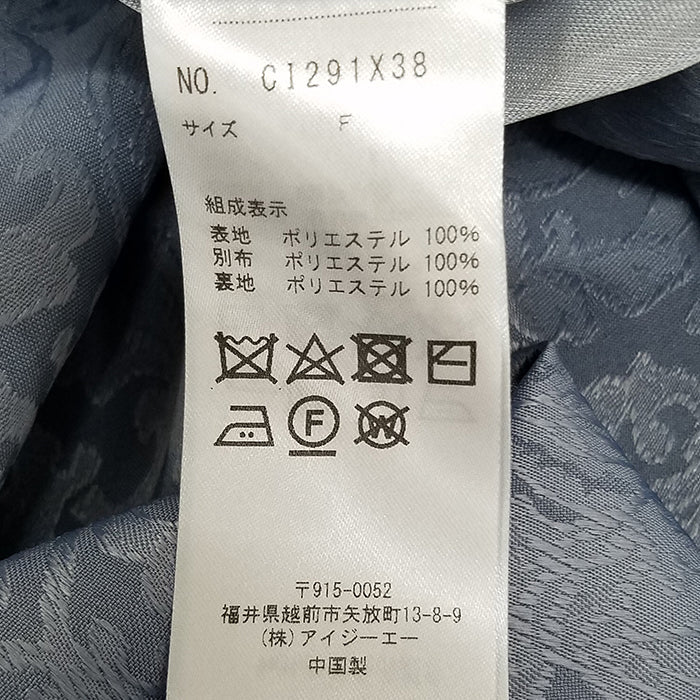 NO. CI291X38
サイズ F
組成表示
表地 ポリエステル 100%
別布 ポリエステル 100%
裏地 ポリエステル 100%
F
W
〒915-0052
福井県越前市矢放町13-8-9
(株)アイジーエー
中国製